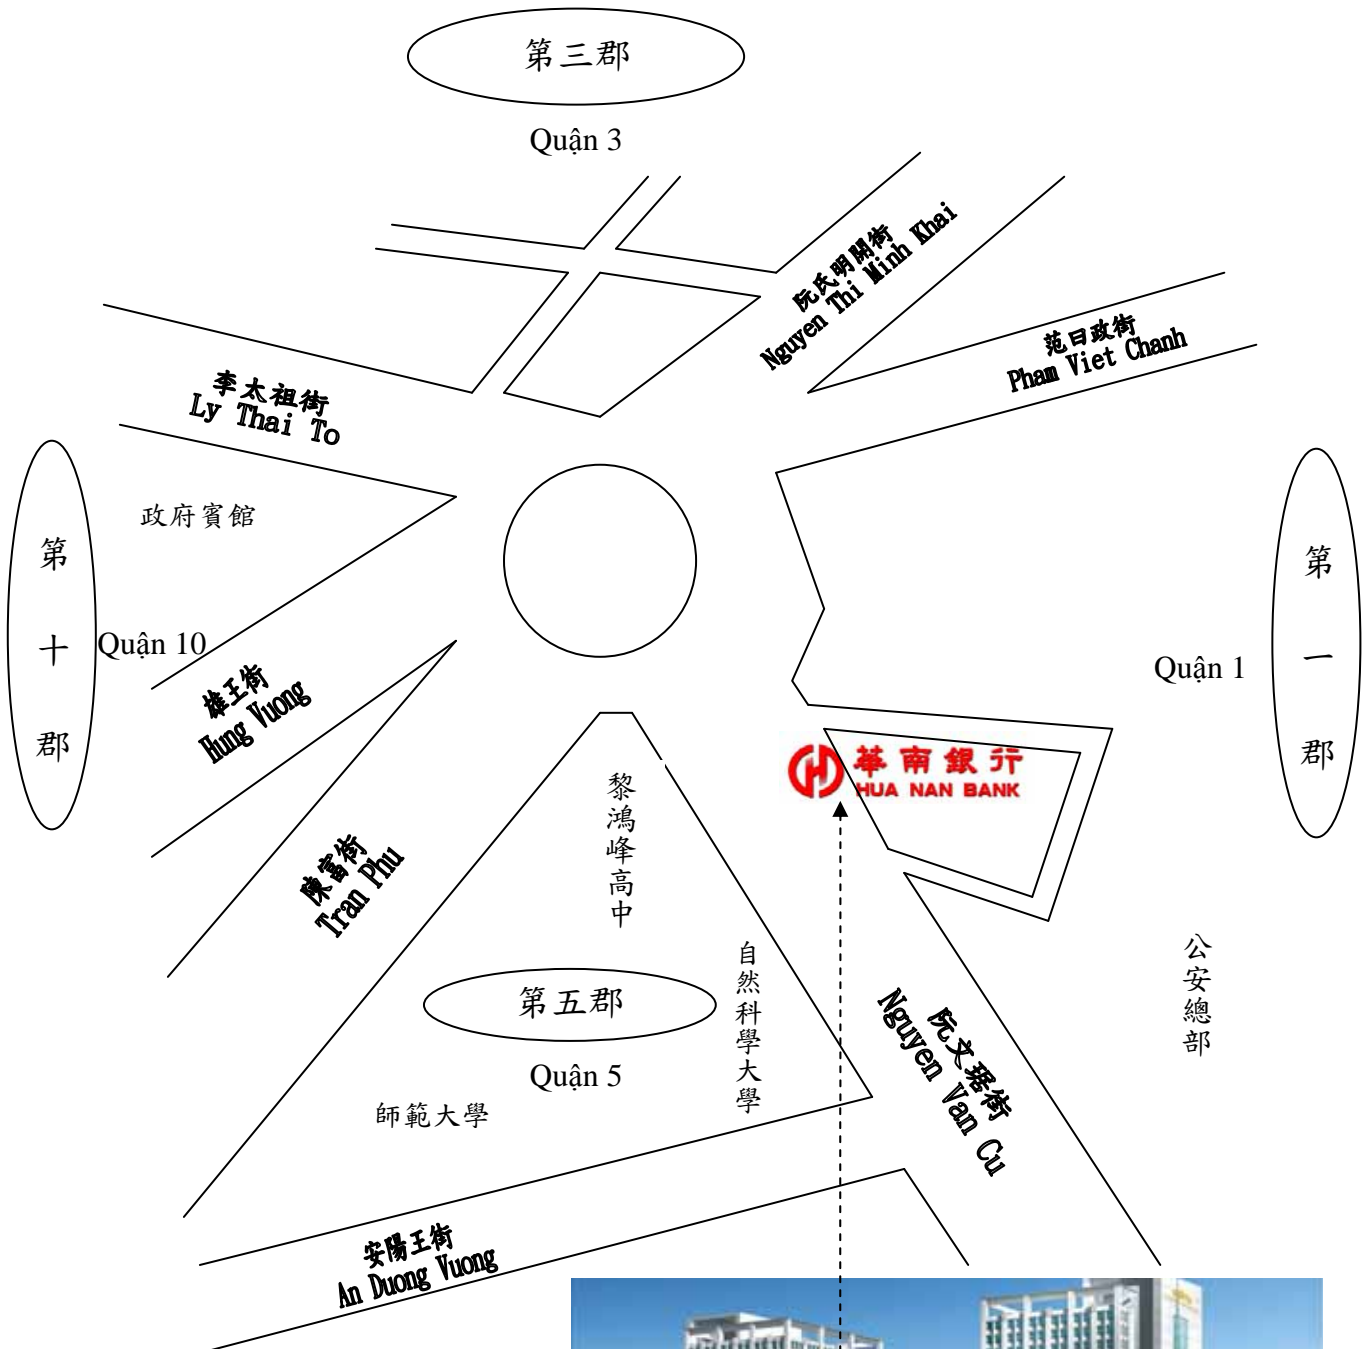 第三郡
Quận 3
阮氏明開街
Nguyen Thi Minh Khai
范曰政街
Pham Viet Chanh
李太祖街
Ly Thai To
政府賓館
第十郡
Quận 10
第一郡
Quận 1
雄王街
Hung Vuong
華南銀行
HUA NAN BANK
黎鴻峰高中
陳富街
Tran Phu
自然科學大學
公安總部
第五郡
Quận 5
師範大學
阮文琚街
Nguyen Van Cu
安陽王街
An Duong Vuong